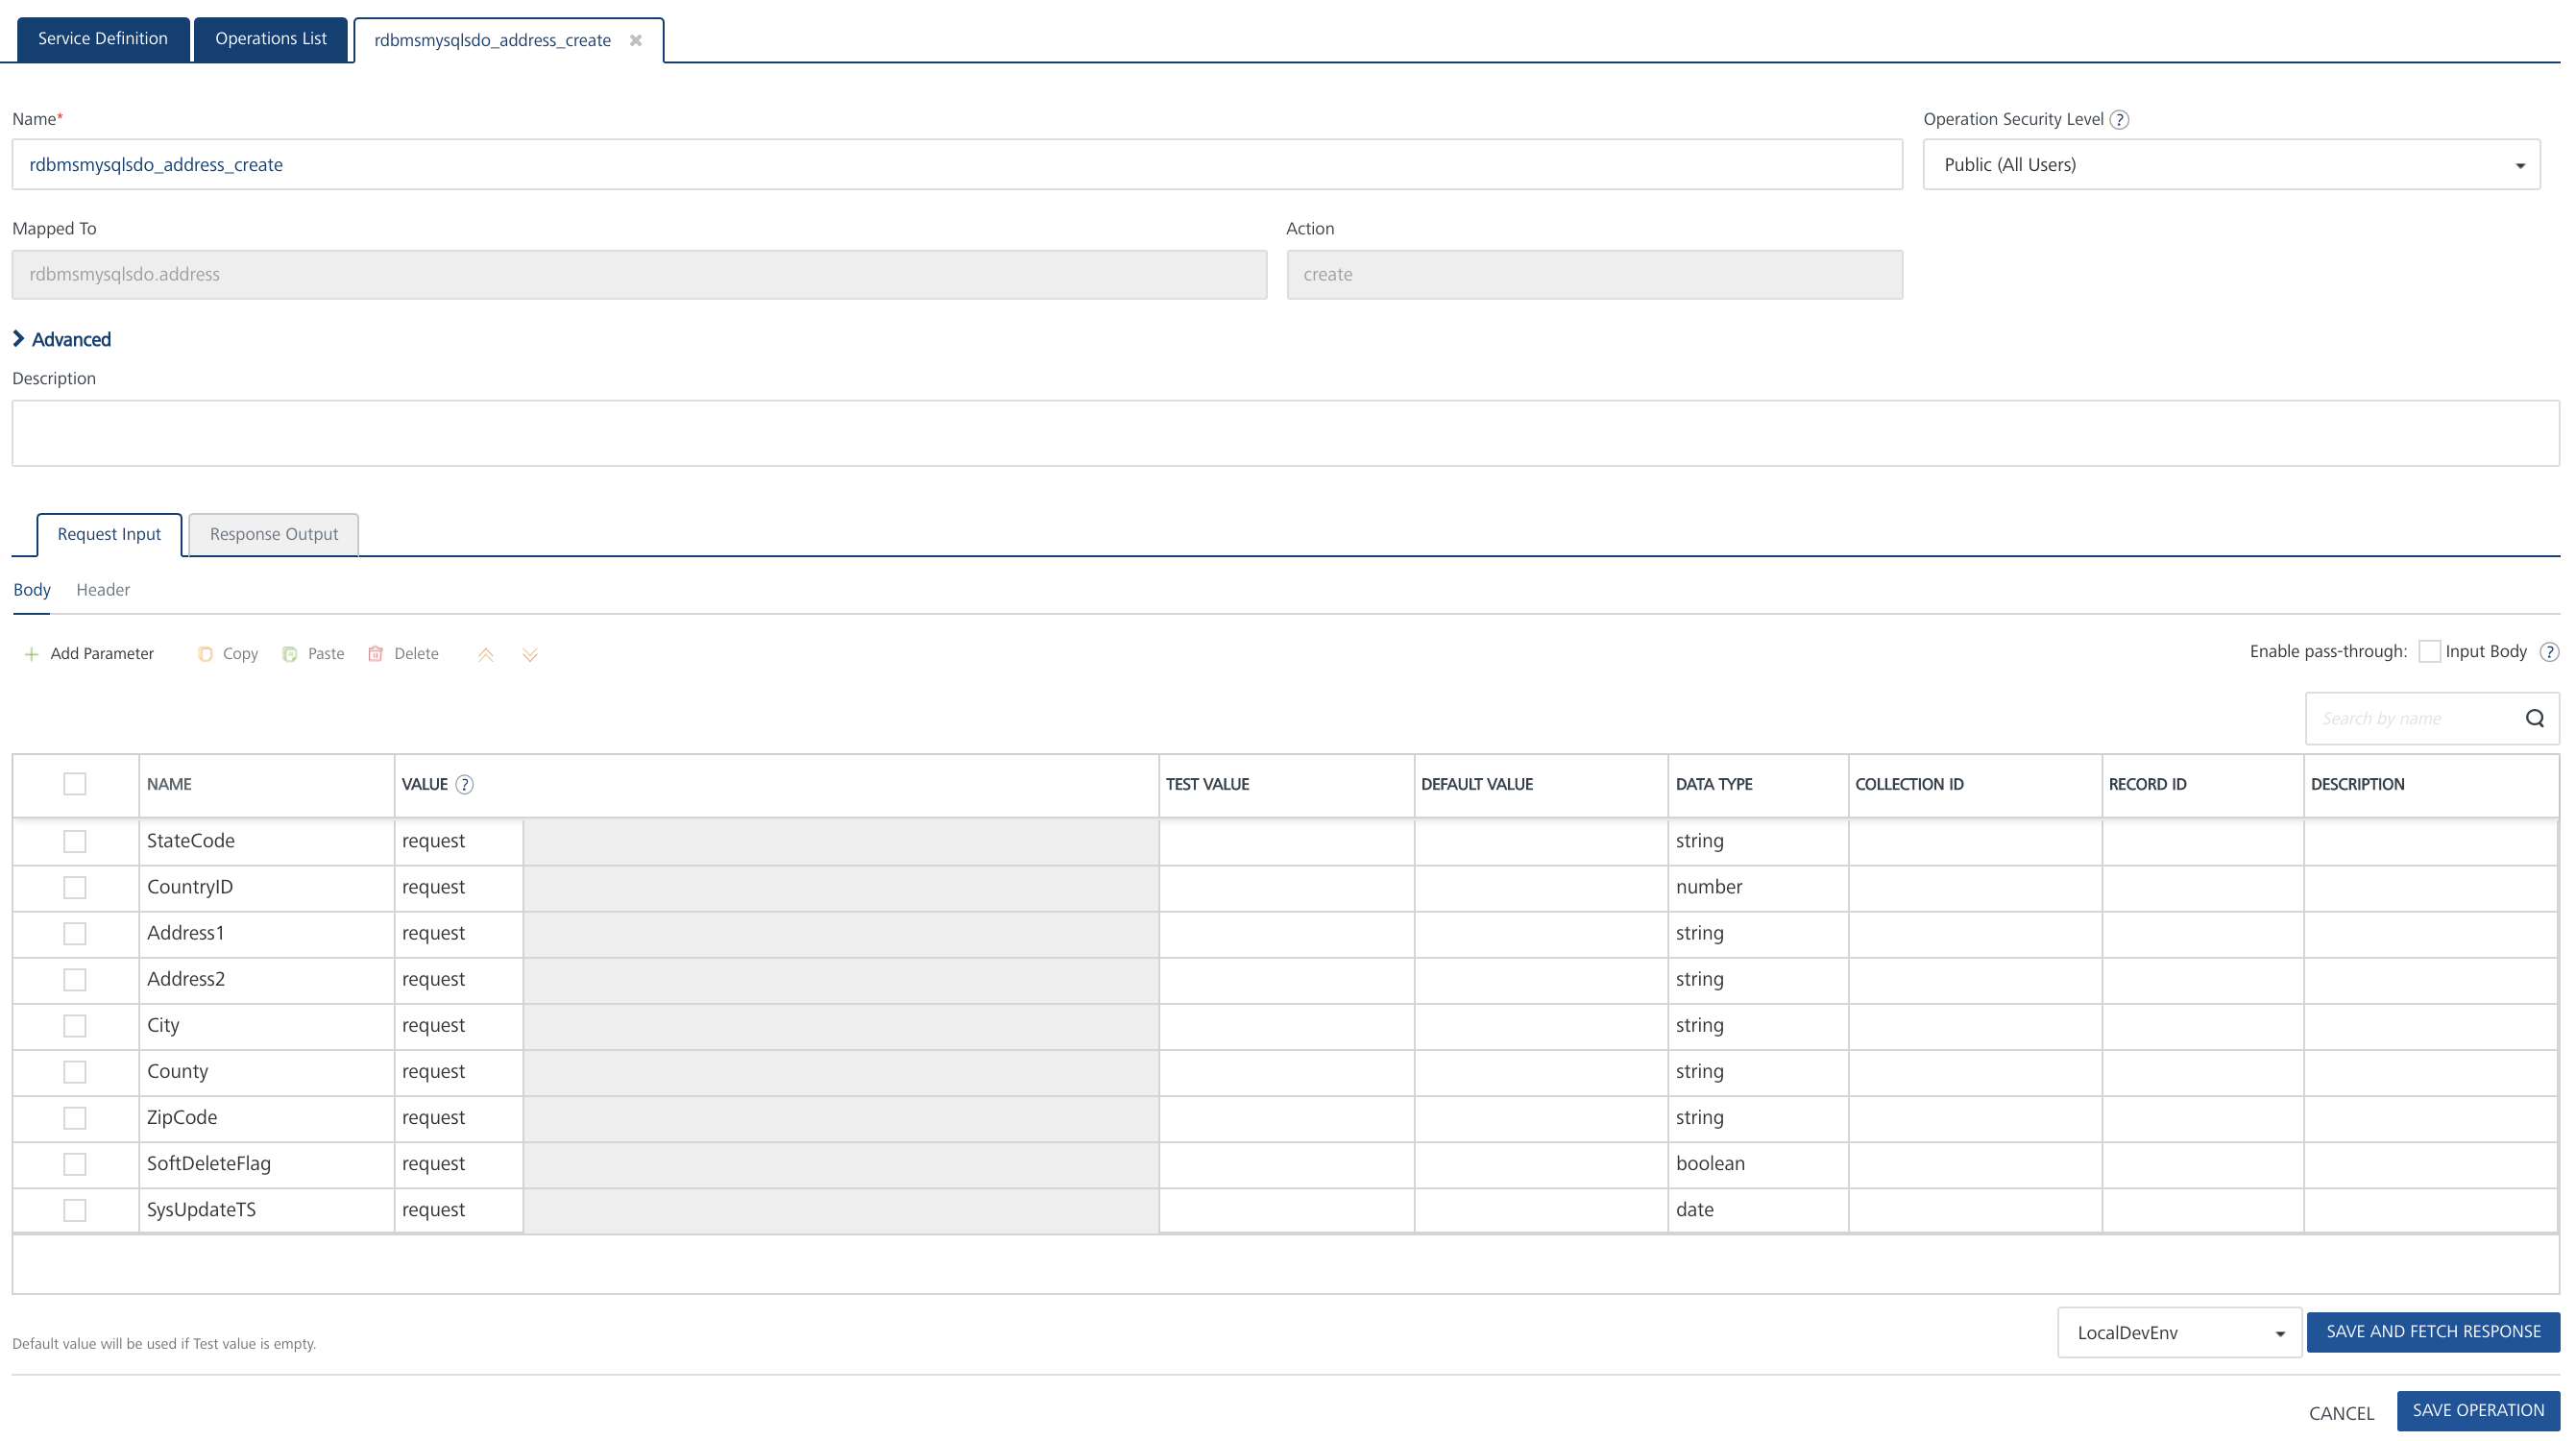 Service Definition Operations List rdbmsmysqlsdo_address_create ✖
Name* Operation Security Level ?
rdbmsmysqlsdo_address_create Public (All Users)
Mapped To Action
rdbmsmysqlsdo.address create
Advanced
Description
Request Input Response Output
Body Header
Add Parameter Copy Paste Delete Enable pass-through: Input Body ?
Search by name
NAME VALUE ? TEST VALUE DEFAULT VALUE DATA TYPE COLLECTION ID RECORD ID DESCRIPTION
StateCode request string
CountryID request number
Address1 request string
Address2 request string
City request string
County request string
ZipCode request string
SoftDeleteFlag request boolean
SysUpdateTS request date
LocalDevEnv SAVE AND FETCH RESPONSE
Default value will be used if Test value is empty.
CANCEL SAVE OPERATION